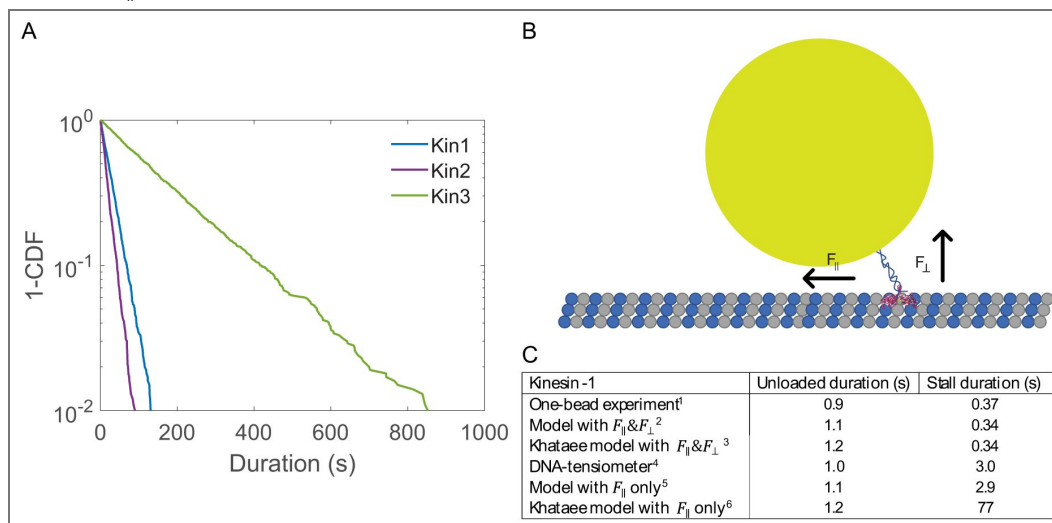 A
10⁰
10⁻¹
10⁻²
1-CDF
Kin1
Kin2
Kin3
0 200 400 600 800 1000
Duration (s)
B
F∥
F⊥
C
Kinesin -1 Unloaded duration (s) Stall duration (s)
One-bead experiment¹ 0.9 0.37
Model with F∥&F⊥² 1.1 0.34
Khataee model with F∥&F⊥ ³ 1.2 0.34
DNA-tensiometer⁴ 1.0 3.0
Model with F∥ only⁵ 1.1 2.9
Khataee model with F∥ only⁶ 1.2 77